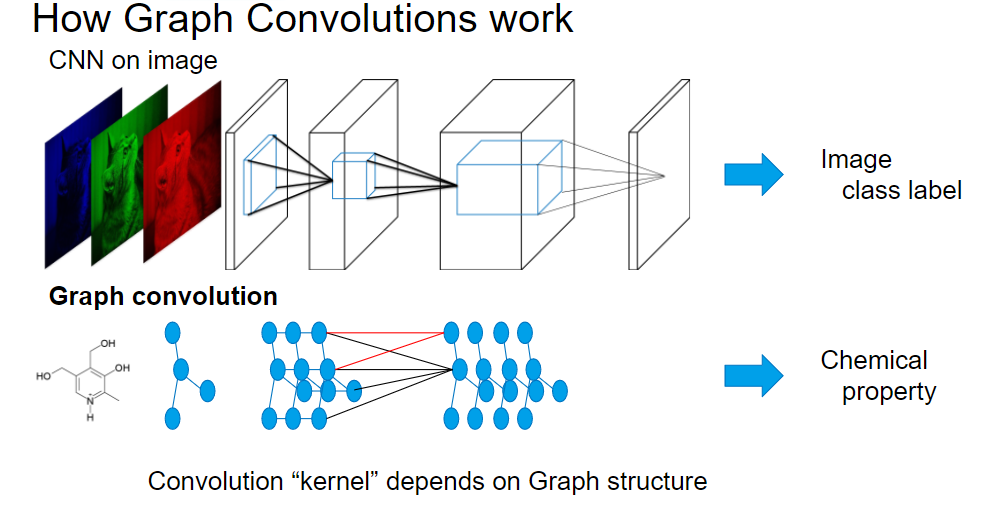 How Graph Convolutions work
CNN on image
Image
class label
Graph convolution
OH
OH
HO
N
H
Chemical
property
Convolution “kernel” depends on Graph structure